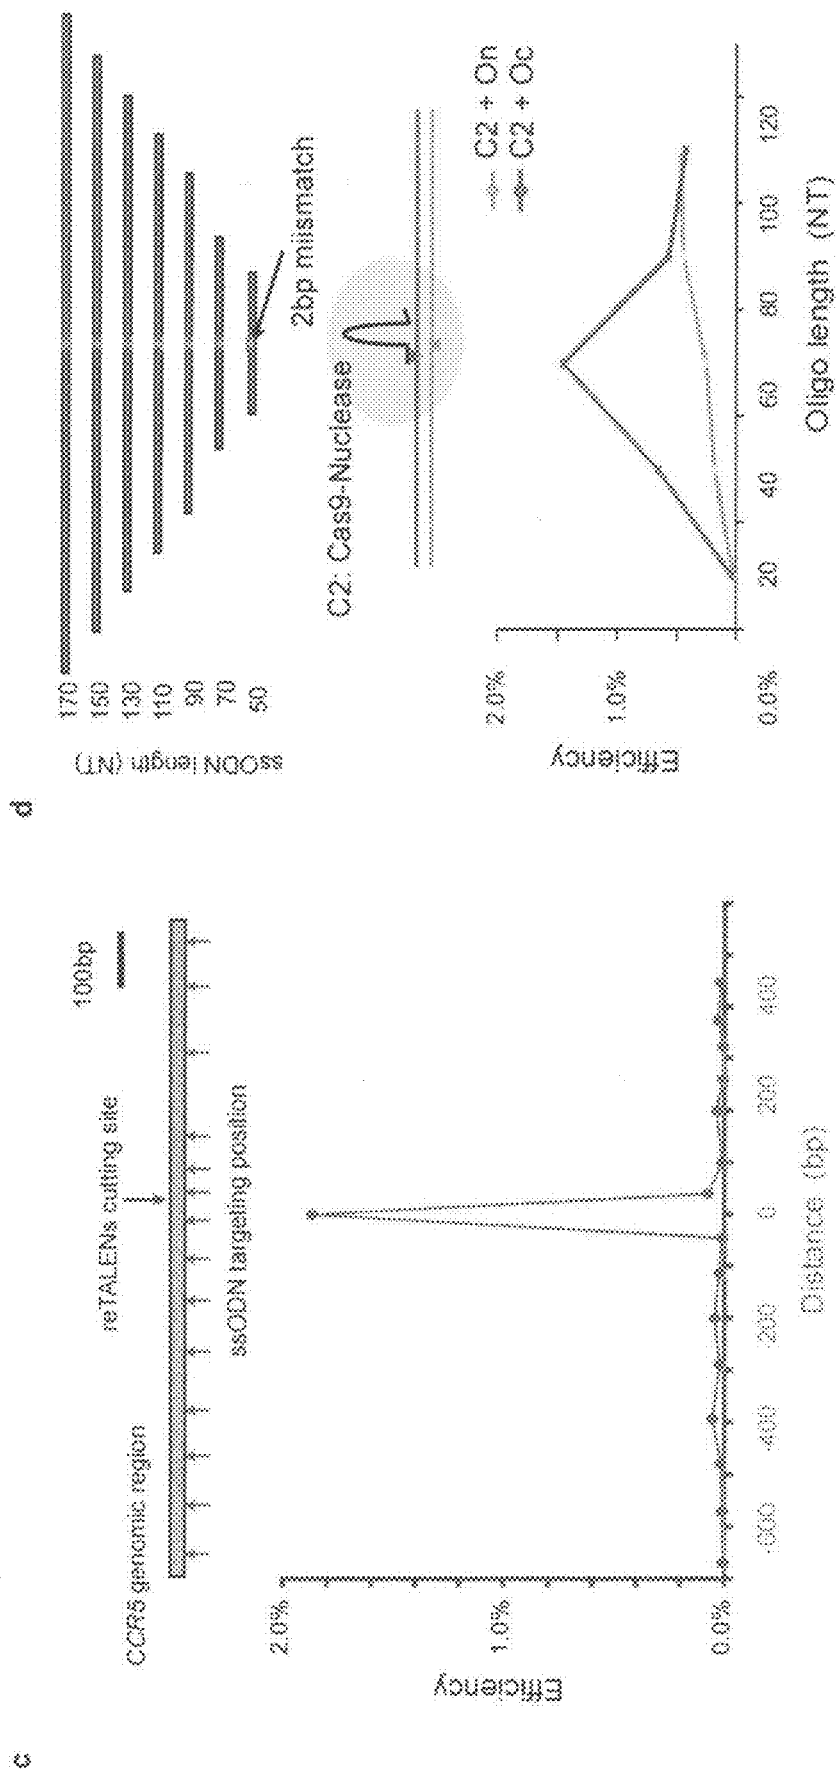 c
CCR5 genomic region
reTALENs cutting site
100bp
ssODN targeting position
2.0%
1.0%
0.0%
Efficiency
-600
-400
-200
0
200
400
Distance (bp)
d
ssODN length (NT)
170
150
130
110
90
70
50
2bp miismatch
C2: Cas9-Nuclease
C2 + On
C2 + Oc
2.0%
1.0%
0.0%
Efficiency
20
40
60
80
100
120
Oligo length (NT)